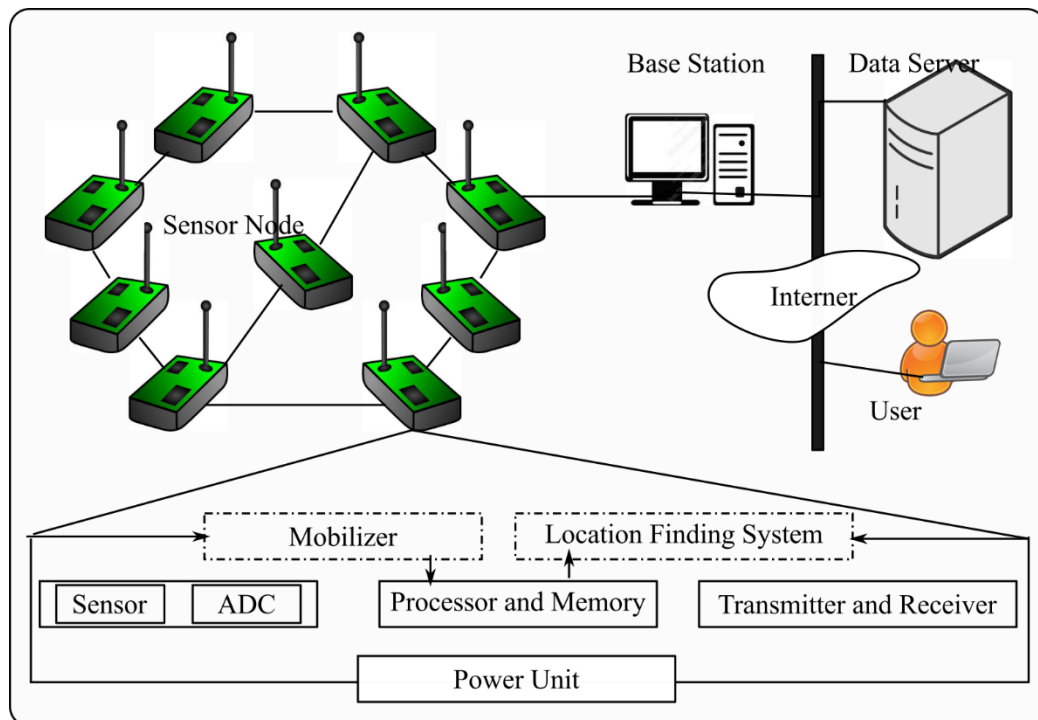 Base Station
Data Server
Sensor Node
Interner
User
Mobilizer
Location Finding System
Sensor
ADC
Processor and Memory
Transmitter and Receiver
Power Unit